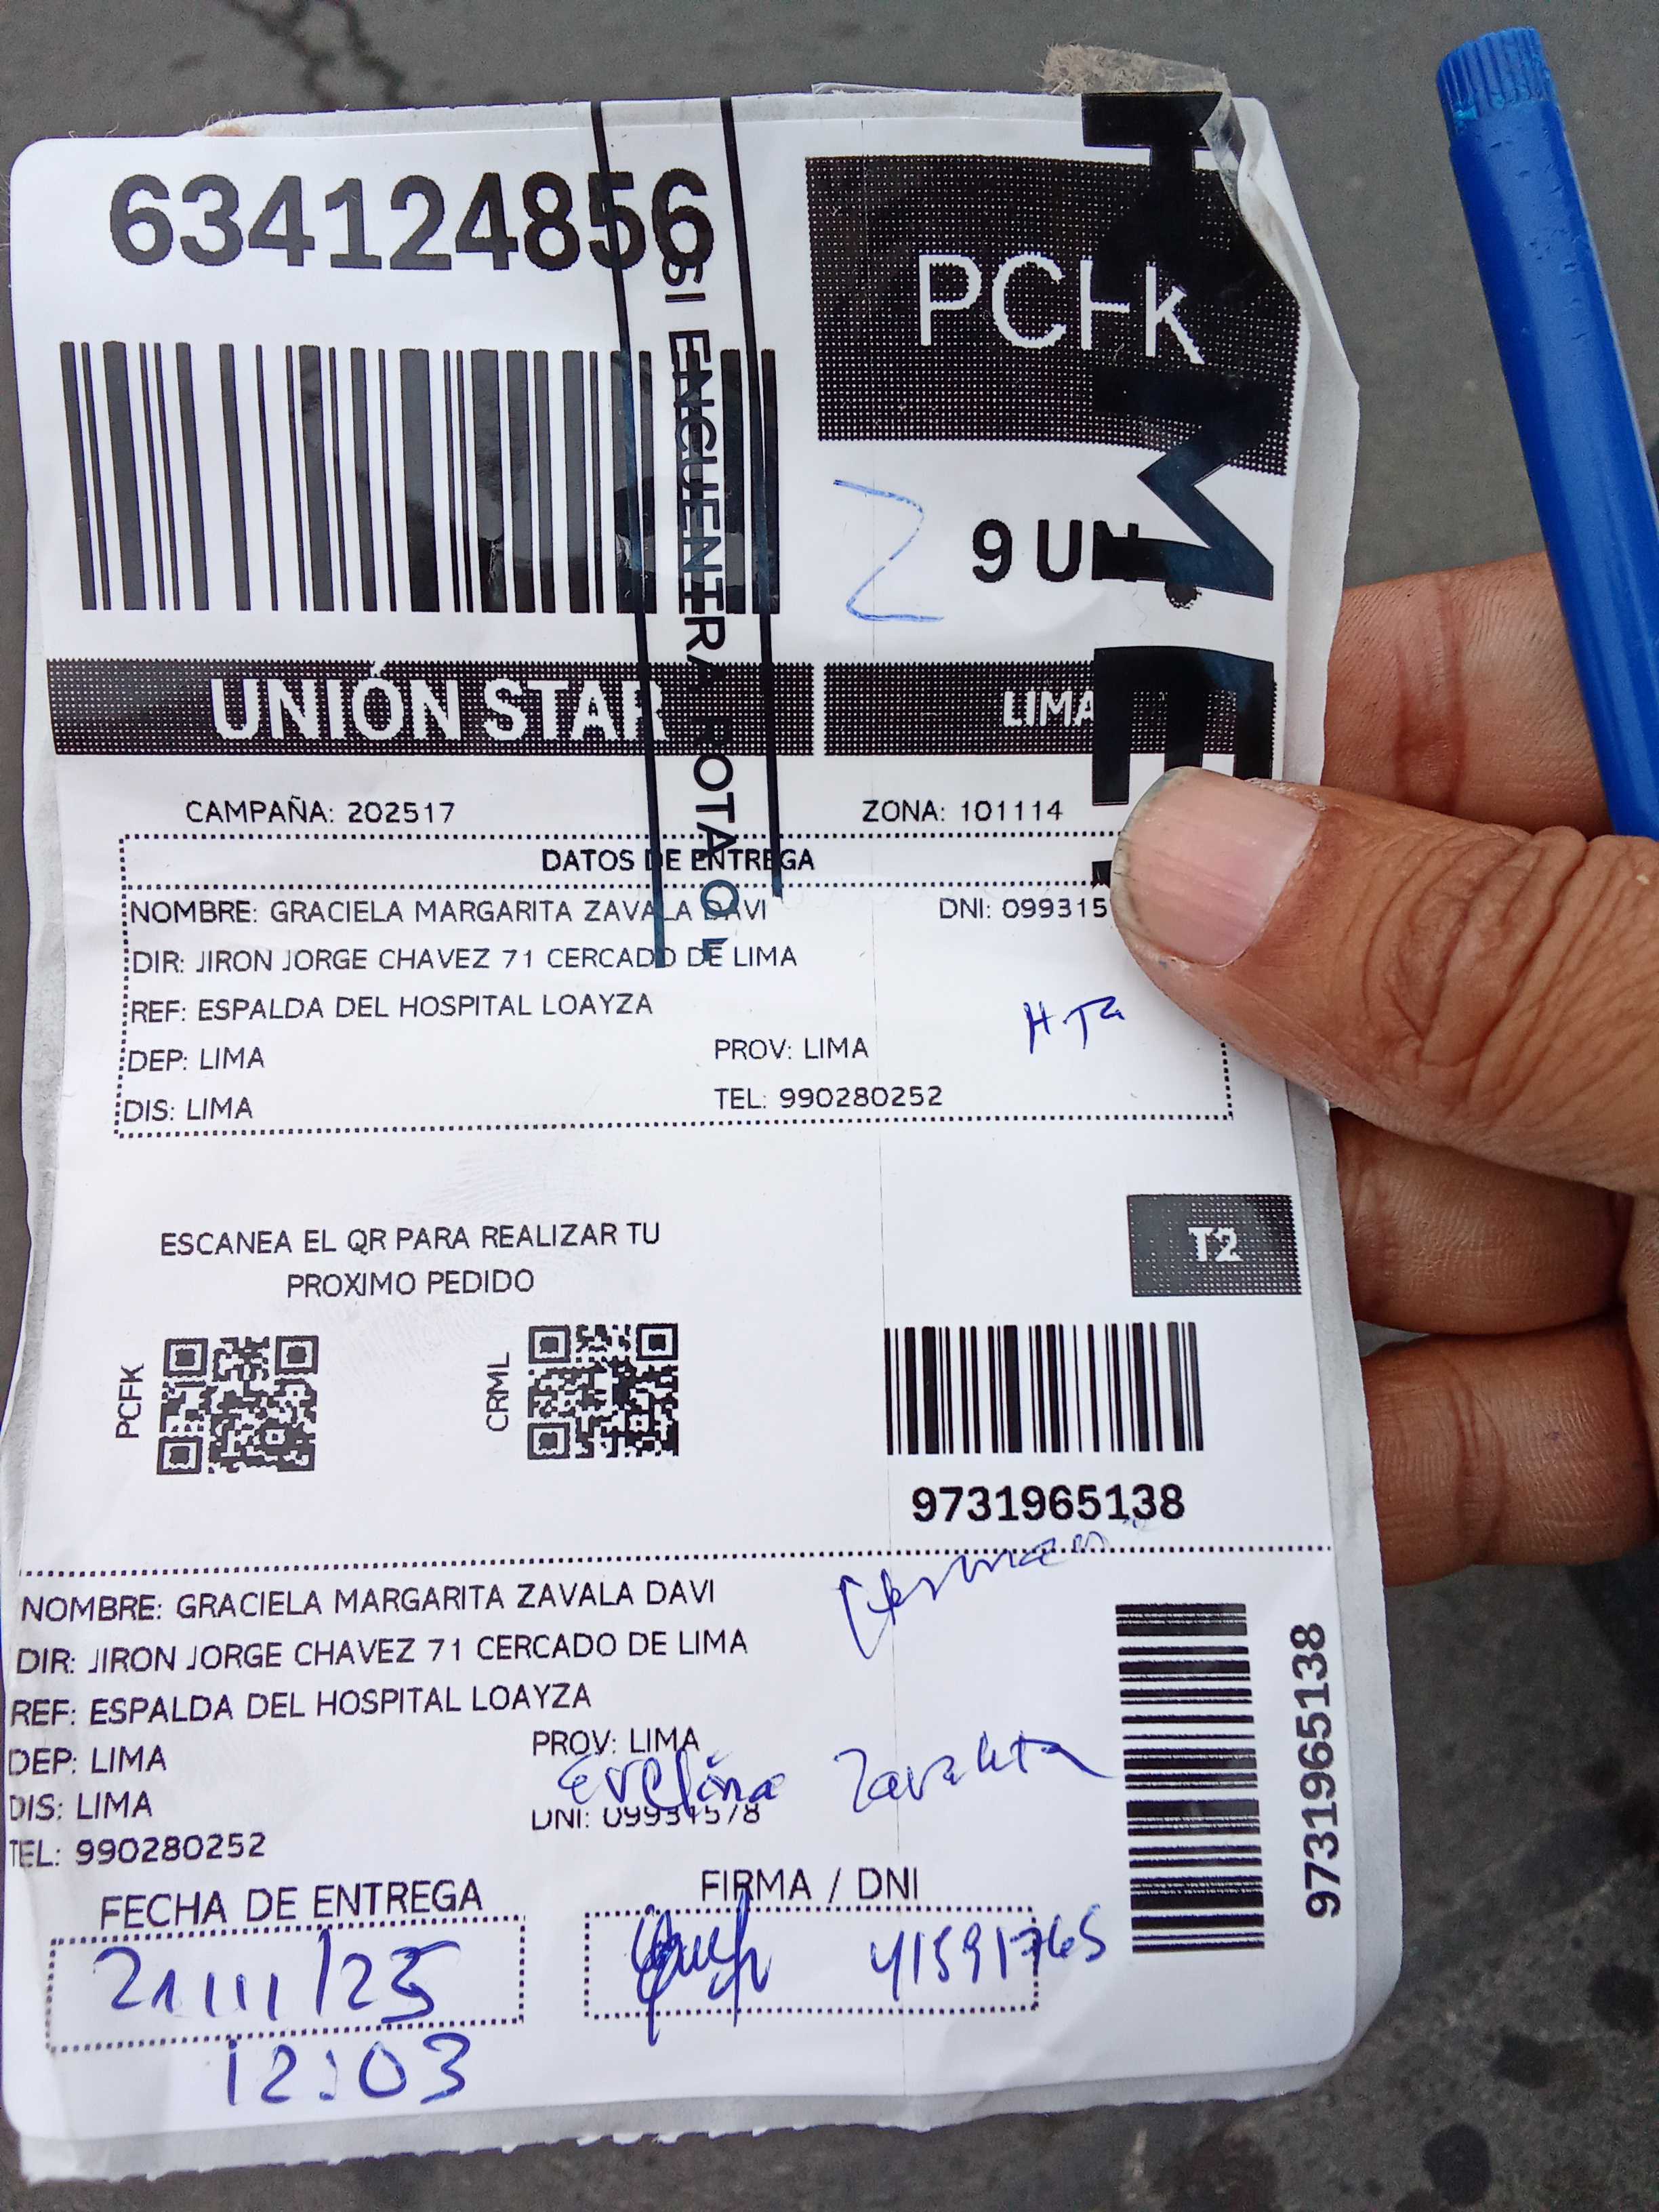 634124856
PCFK
9 UN.
SI ENCUENTRA ROTA O
UNIÓN STAR
LIMA
CAMPAÑA: 202517
ZONA: 101114
DATOS DE ENTREGA
NOMBRE: GRACIELA MARGARITA ZAVALA DAVI
DNI: 099315
DIR: JIRON JORGE CHAVEZ 71 CERCADO DE LIMA
REF: ESPALDA DEL HOSPITAL LOAYZA
DEP: LIMA
PROV: LIMA
DIS: LIMA
TEL: 990280252
ESCANEA EL QR PARA REALIZAR TU
PROXIMO PEDIDO
T2
PCFK
CRML
9731965138
NOMBRE: GRACIELA MARGARITA ZAVALA DAVI
DIR: JIRON JORGE CHAVEZ 71 CERCADO DE LIMA
REF: ESPALDA DEL HOSPITAL LOAYZA
DEP: LIMA
PROV: LIMA
Evelina Zavaleta
DIS: LIMA
DNI: 09931578
TEL: 990280252
9731965138
FECHA DE ENTREGA
FIRMA / DNI
21/11/25
41591765
12:03